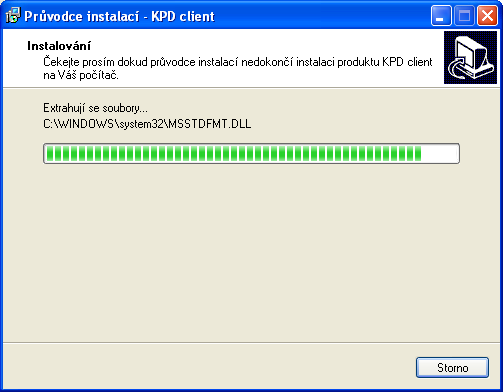 Průvodce instalací - KPD client
Instalování
Čekejte prosím dokud průvodce instalací nedokončí instalaci produktu KPD client
na Váš počítač.
Extrahují se soubory...
C:\WINDOWS\system32\MSSTDFMT.DLL
Storno